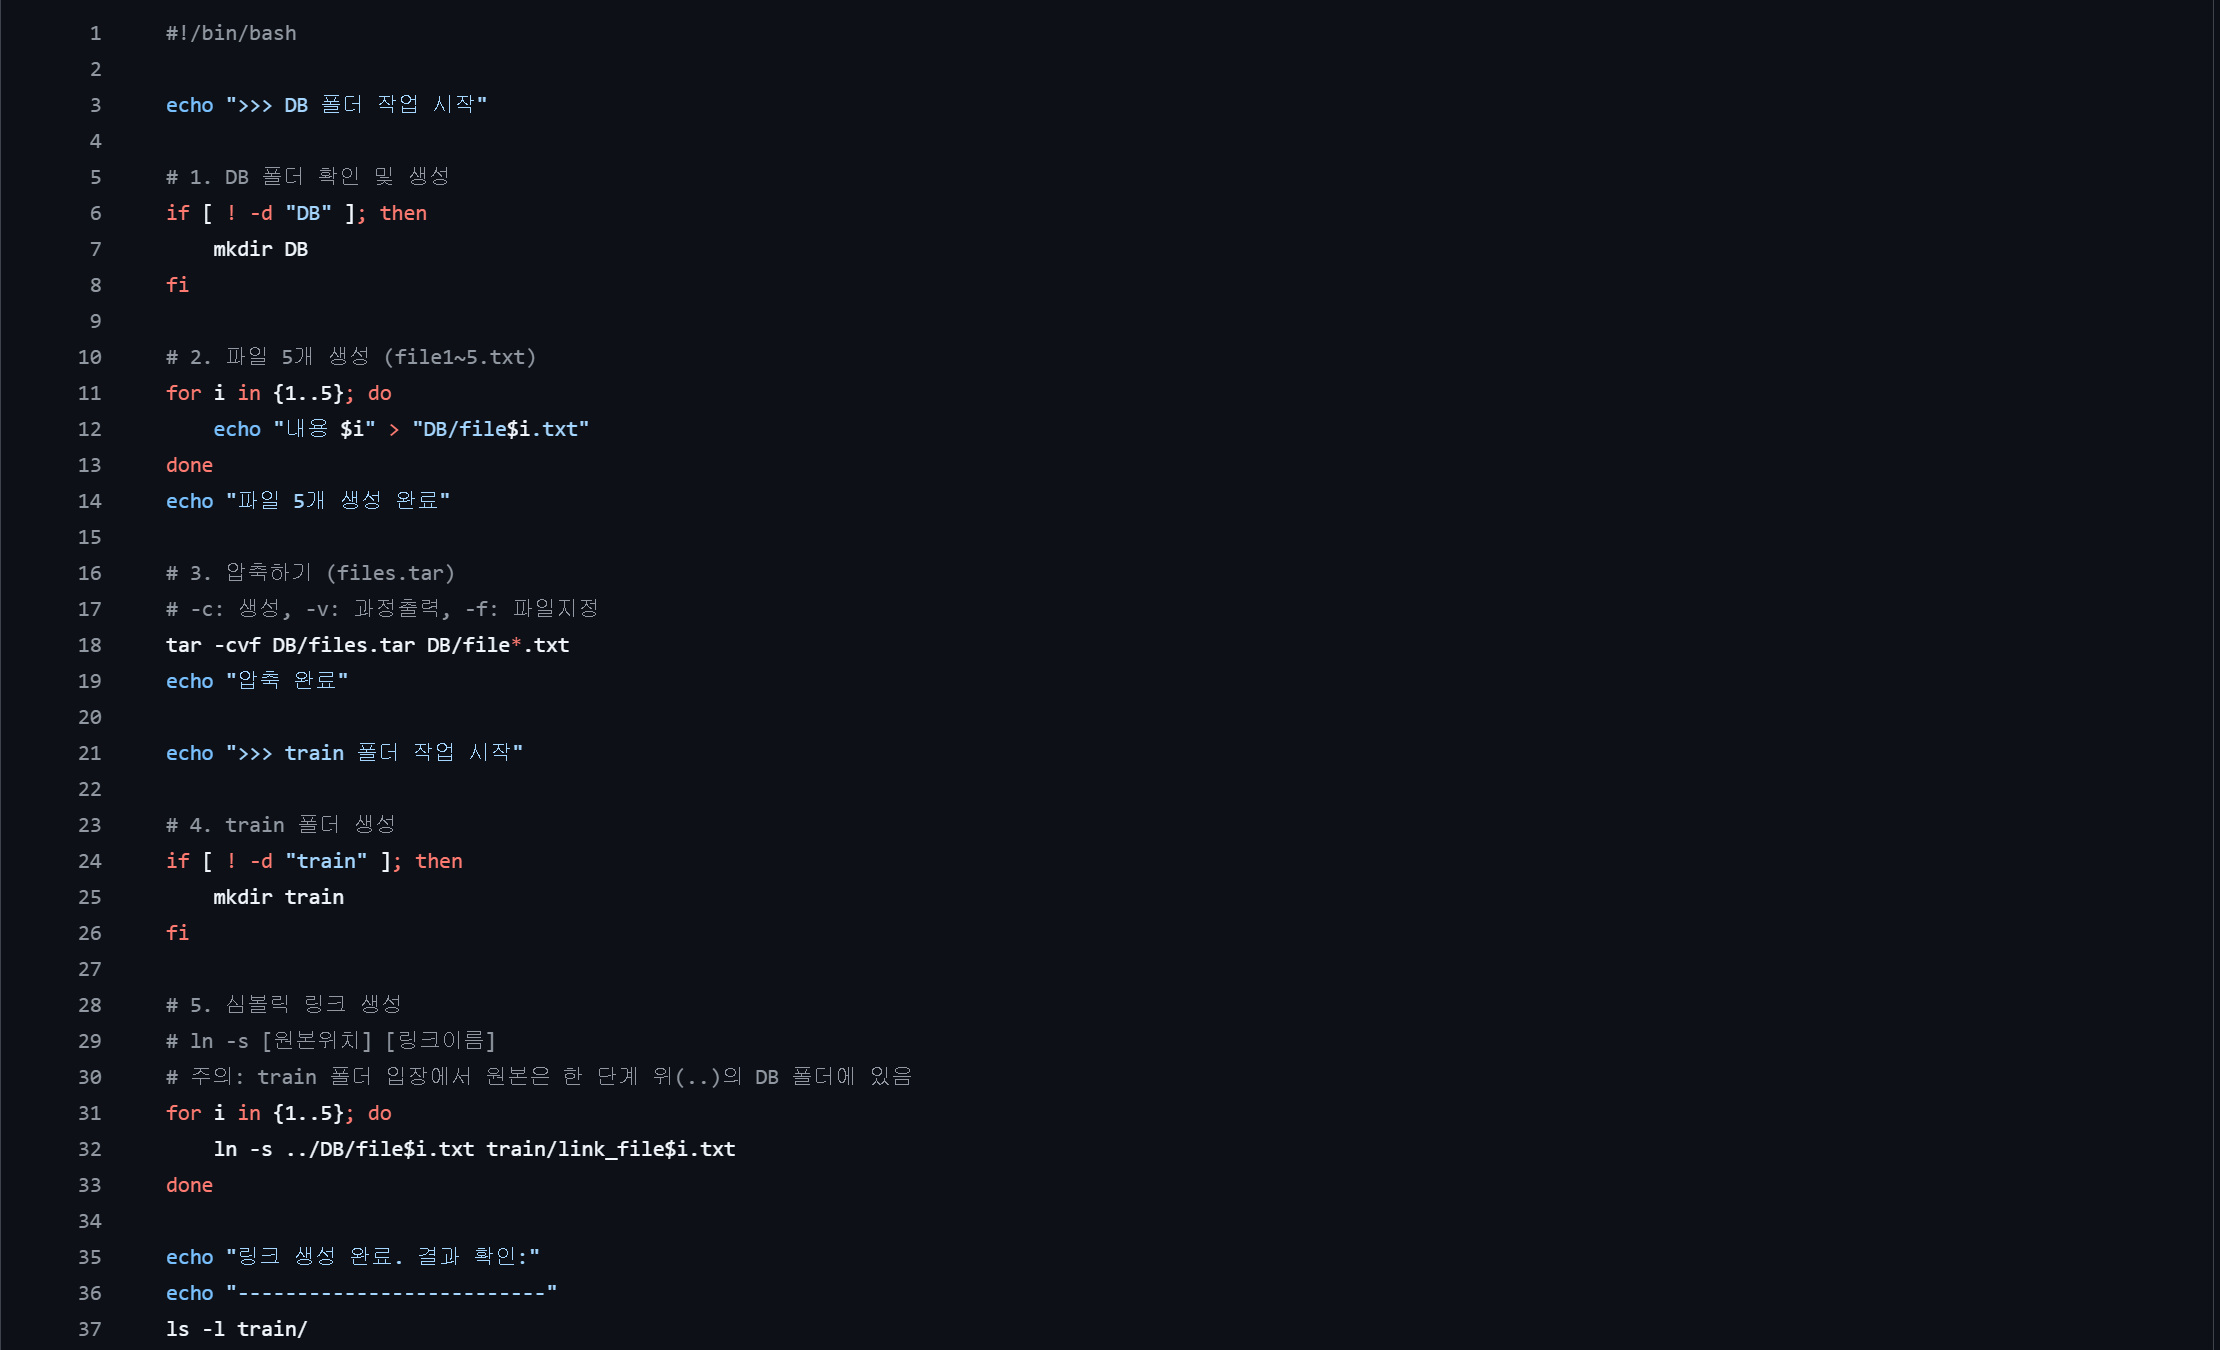 1 #!/bin/bash
2
3 echo ">>> DB 폴더 작업 시작"
4
5 # 1. DB 폴더 확인 및 생성
6 if [ ! -d "DB" ]; then
7     mkdir DB
8 fi
9
10 # 2. 파일 5개 생성 (file1~5.txt)
11 for i in {1..5}; do
12     echo "내용 $i" > "DB/file$i.txt"
13 done
14 echo "파일 5개 생성 완료"
15
16 # 3. 압축하기 (files.tar)
17 # -c: 생성, -v: 과정출력, -f: 파일지정
18 tar -cvf DB/files.tar DB/file*.txt
19 echo "압축 완료"
20
21 echo ">>> train 폴더 작업 시작"
22
23 # 4. train 폴더 생성
24 if [ ! -d "train" ]; then
25     mkdir train
26 fi
27
28 # 5. 심볼릭 링크 생성
29 # ln -s [원본위치] [링크이름]
30 # 주의: train 폴더 입장에서 원본은 한 단계 위(..)의 DB 폴더에 있음
31 for i in {1..5}; do
32     ln -s ../DB/file$i.txt train/link_file$i.txt
33 done
34
35 echo "링크 생성 완료. 결과 확인:"
36 echo "--------------------------"
37 ls -l train/